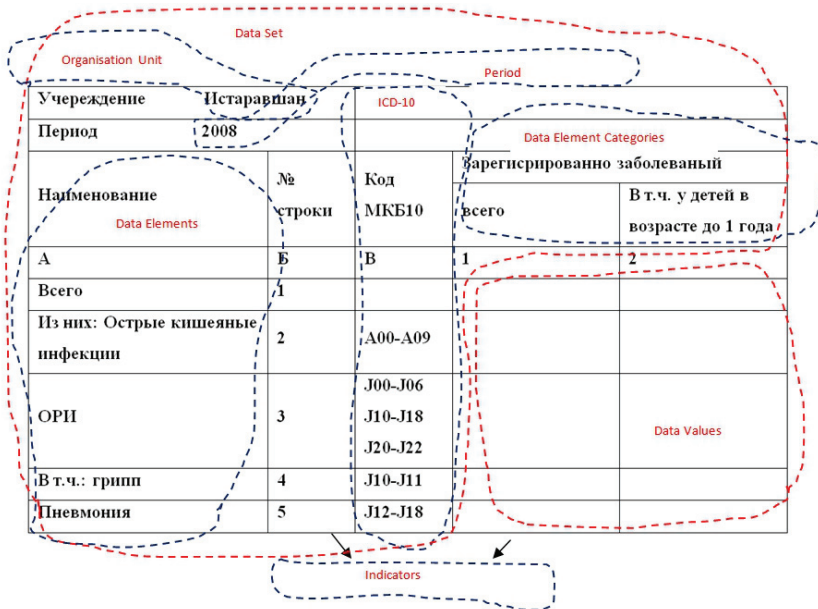 Data Set
Organisation Unit
Period
Учереждение Истаравшан ICD-10
Период 2008
Data Element Categories
Зарегисрированно заболеваный
Наименование
№
строки
Код
МКБ10
всего
В т.ч. у детей в
возрасте до 1 года
Data Elements
А Б В 1 2
Всего 1
Из них: Острые кишеяные
инфекции
2 A00-A09
ОРИ 3
J00-J06
J10-J18
J20-J22
Data Values
В т.ч.: грипп 4 J10-J11
Пневмония 5 J12-J18
Indicators